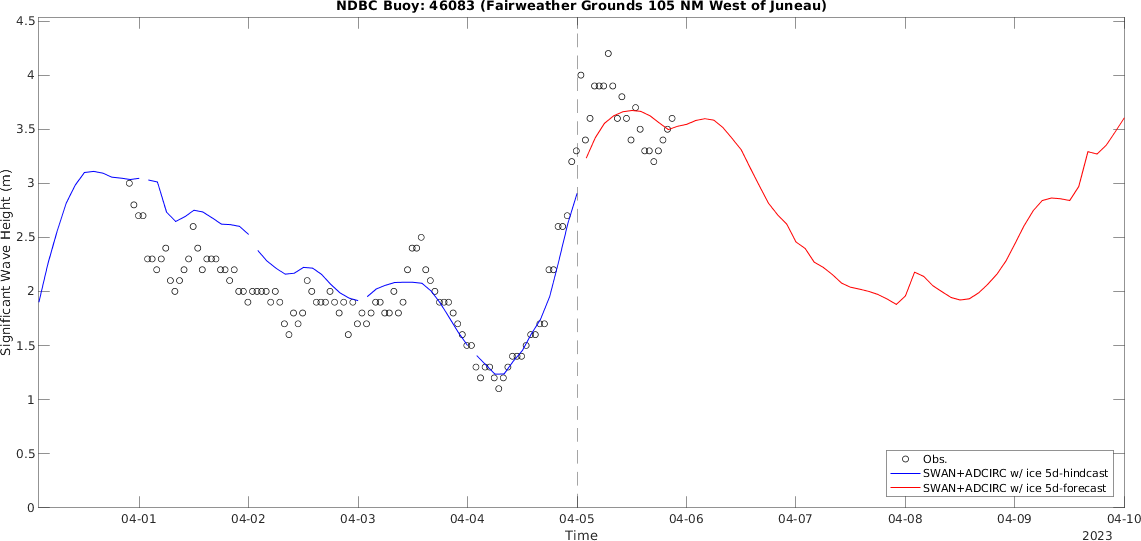 NDBC Buoy: 46083 (Fairweather Grounds 105 NM West of Juneau)
4.5
4
3.5
3
2.5
2
1.5
1
0.5
0
Significant Wave Height (m)
Obs.
SWAN+ADCIRC w/ ice 5d-hindcast
SWAN+ADCIRC w/ ice 5d-forecast
04-01 04-02 04-03 04-04 04-05 04-06 04-07 04-08 04-09 04-10
Time
2023